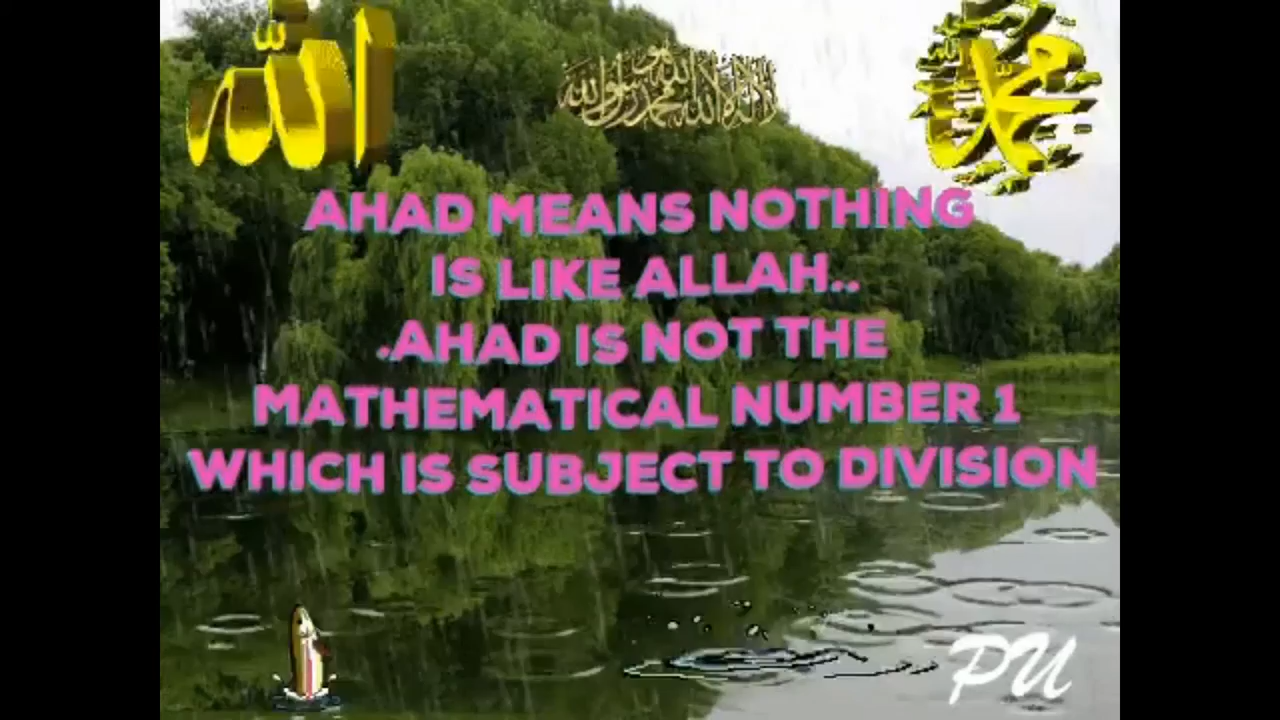 الله
لا إله إلا الله محمد رسول الله
محمد
AHAD MEANS NOTHING
IS LIKE ALLAH..
.AHAD IS NOT THE
MATHEMATICAL NUMBER 1
WHICH IS SUBJECT TO DIVISION
PU